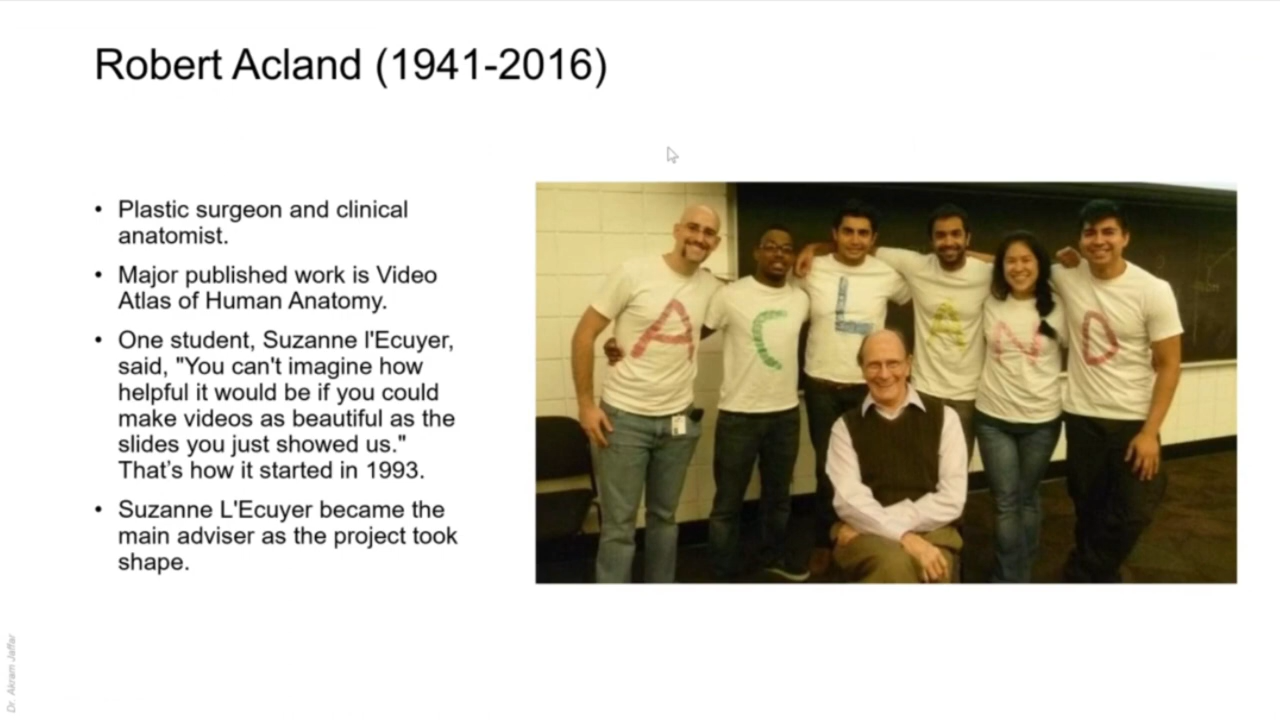 Robert Acland (1941-2016)
• Plastic surgeon and clinical
anatomist.
• Major published work is Video
Atlas of Human Anatomy.
• One student, Suzanne l'Ecuyer,
said, "You can't imagine how
helpful it would be if you could
make videos as beautiful as the
slides you just showed us."
That’s how it started in 1993.
• Suzanne L'Ecuyer became the
main adviser as the project took
shape.
A C L A N D
Dr. Akram Jaffar